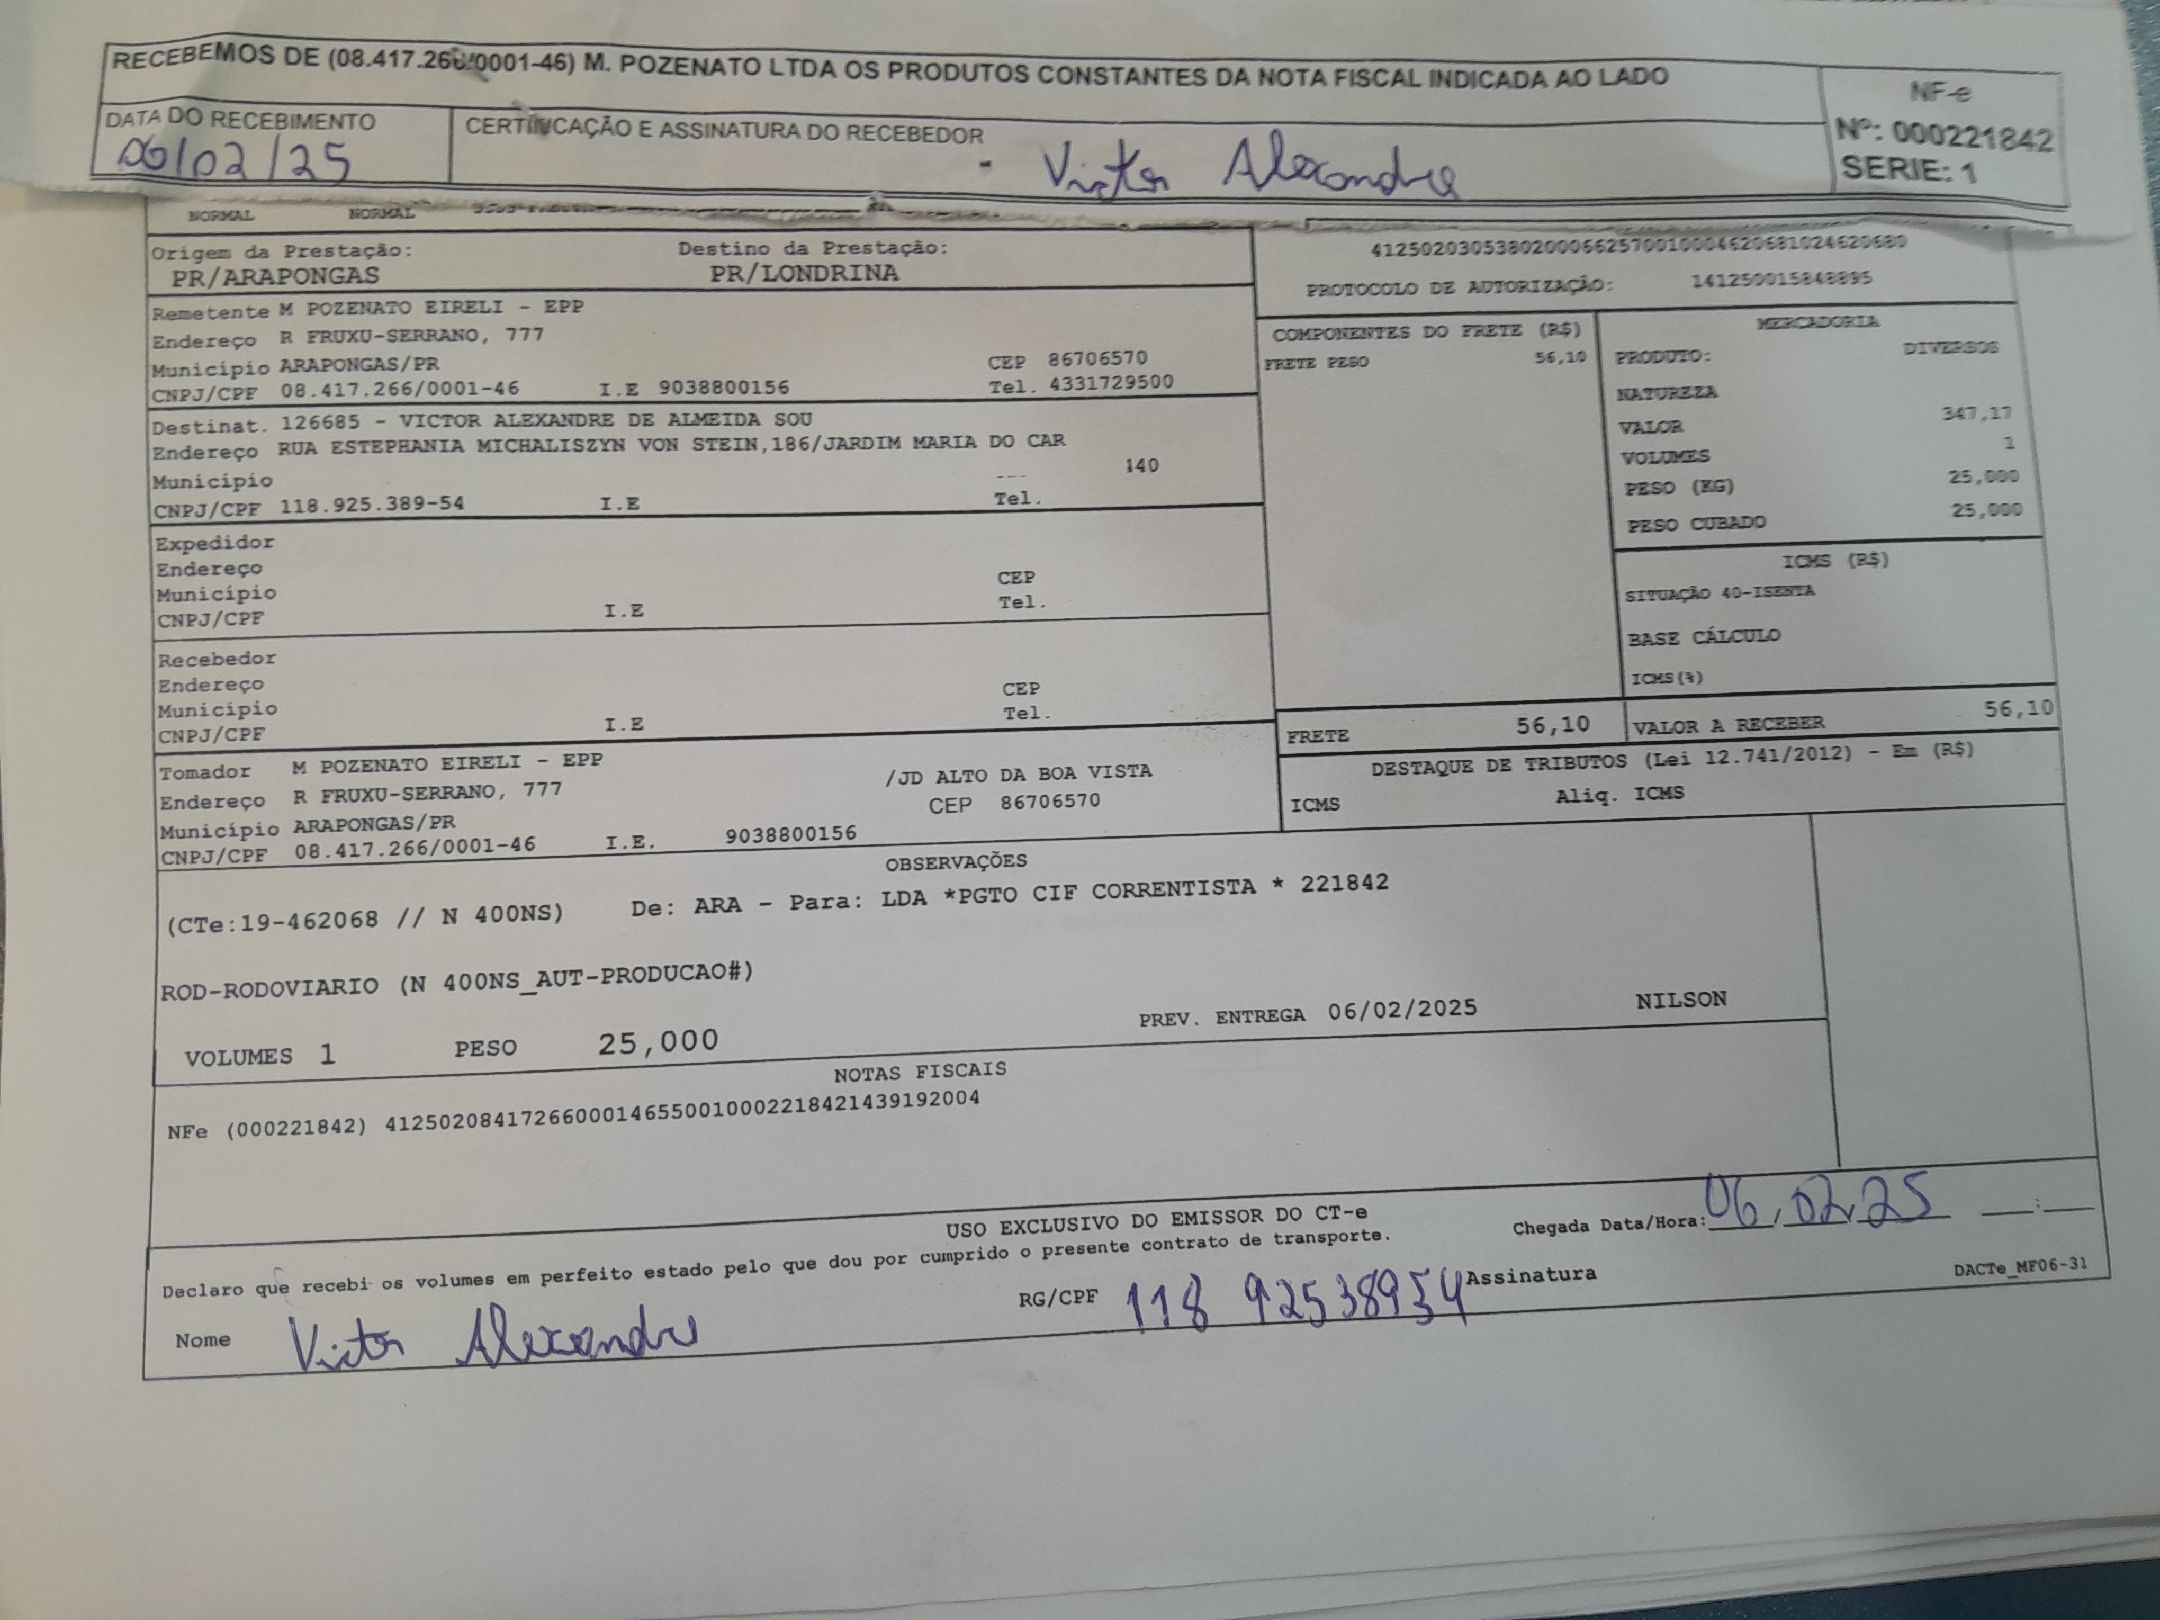 RECEBEMOS DE (08.417.266/0001-46) M. POZENATO LTDA OS PRODUTOS CONSTANTES DA NOTA FISCAL INDICADA AO LADO
NF-e
Nº: 000221842
SERIE: 1
DATA DO RECEBIMENTO
06/02/25
CERTIFICAÇÃO E ASSINATURA DO RECEBEDOR
Victor Alexandre
NORMAL NORMAL
Origem da Prestação: Destino da Prestação:
PR/ARAPONGAS PR/LONDRINA
41250203053802000662570010004620681024620680
PROTOCOLO DE AUTORIZAÇÃO: 141250015848895
Remetente M POZENATO EIRELI - EPP
Endereço R FRUXU-SERRANO, 777
Município ARAPONGAS/PR CEP 86706570
CNPJ/CPF 08.417.266/0001-46 I.E 9038800156 Tel. 4331729500
Destinat. 126685 - VICTOR ALEXANDRE DE ALMEIDA SOU
Endereço RUA ESTEPHANIA MICHALISZYN VON STEIN,186/JARDIM MARIA DO CAR
Município 140
CNPJ/CPF 118.925.389-54 I.E Tel.
Expedidor
Endereço
Município CEP
CNPJ/CPF I.E Tel.
Recebedor
Endereço
Município CEP
CNPJ/CPF I.E Tel.
Tomador M POZENATO EIRELI - EPP
Endereço R FRUXU-SERRANO, 777 /JD ALTO DA BOA VISTA
Município ARAPONGAS/PR CEP 86706570
CNPJ/CPF 08.417.266/0001-46 I.E. 9038800156
COMPONENTES DO FRETE (R$)
FRETE PESO 56,10
MERCADORIA
PRODUTO: DIVERSOS
NATUREZA
VALOR 347,17
VOLUMES 1
PESO (KG) 25,000
PESO CUBADO 25,000
ICMS (R$)
SITUAÇÃO 40-ISENTA
BASE CÁLCULO
ICMS(%)
FRETE 56,10 VALOR A RECEBER 56,10
DESTAQUE DE TRIBUTOS (Lei 12.741/2012) - Em (R$)
ICMS Aliq. ICMS
OBSERVAÇÕES
(CTe:19-462068 // N 400NS) De: ARA - Para: LDA *PGTO CIF CORRENTISTA * 221842
ROD-RODOVIARIO (N 400NS_AUT-PRODUCAO#)
VOLUMES 1 PESO 25,000 PREV. ENTREGA 06/02/2025 NILSON
NOTAS FISCAIS
NFe (000221842) 41250208417266000146550010002218421439192004
USO EXCLUSIVO DO EMISSOR DO CT-e
Declaro que recebi os volumes em perfeito estado pelo que dou por cumprido o presente contrato de transporte.
Chegada Data/Hora: 06,02,25 __:__
Nome Victor Alexandre RG/CPF 118 92538954 Assinatura
DACTe_MF06-31